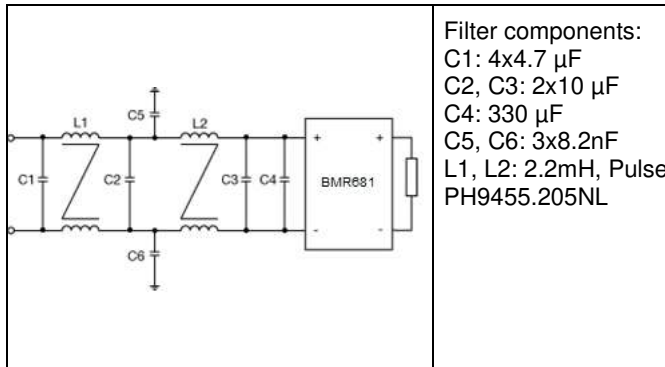 C5
L1
L2
C1
C2
C3
C4
+
+
BMR681
-
-
C6
Filter components:
C1: 4x4.7 µF
C2, C3: 2x10 µF
C4: 330 µF
C5, C6: 3x8.2nF
L1, L2: 2.2mH, Pulse
PH9455.205NL